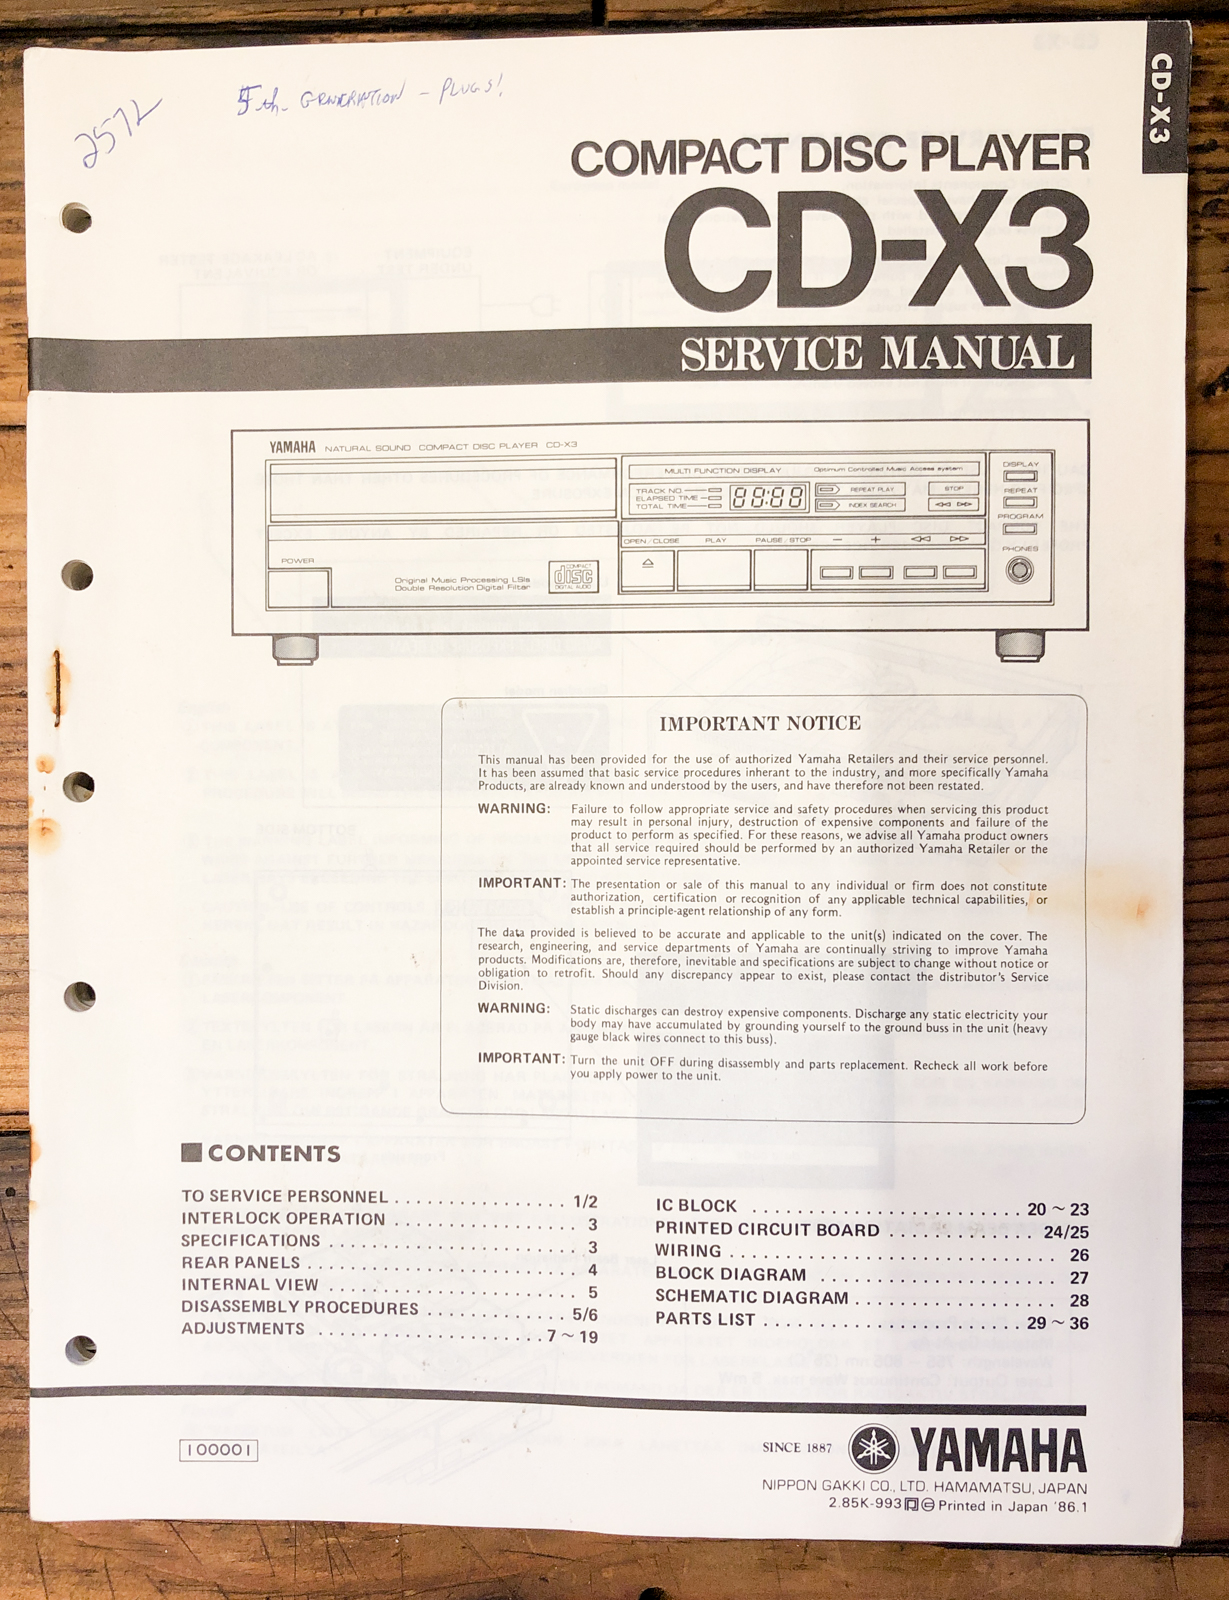 CD-X3
2572
5th- GENERATION - PLUGS!
COMPACT DISC PLAYER
CD-X3
SERVICE MANUAL
YAMAHA NATURAL SOUND COMPACT DISC PLAYER CD-X3
MULTI FUNCTION DISPLAY Optimum Controlled Music Access system
DISPLAY
TRACK NO.
ELAPSED TIME
TOTAL TIME
88:88
REPEAT PLAY
STOP
INDEX SEARCH
REPEAT
PROGRAM
OPEN/CLOSE PLAY PAUSE/STOP − +
PHONES
POWER
Original Music Processing LSIs
Double Resolution Digital Filter
COMPACT
disc
DIGITAL AUDIO
IMPORTANT NOTICE
This manual has been provided for the use of authorized Yamaha Retailers and their service personnel.
It has been assumed that basic service procedures inherant to the industry, and more specifically Yamaha
Products, are already known and understood by the users, and have therefore not been restated.
WARNING: Failure to follow appropriate service and safety procedures when servicing this product
may result in personal injury, destruction of expensive components and failure of the
product to perform as specified. For these reasons, we advise all Yamaha product owners
that all service required should be performed by an authorized Yamaha Retailer or the
appointed service representative.
IMPORTANT: The presentation or sale of this manual to any individual or firm does not constitute
authorization, certification or recognition of any applicable technical capabilities, or
establish a principle-agent relationship of any form.
The data provided is believed to be accurate and applicable to the unit(s) indicated on the cover. The
research, engineering, and service departments of Yamaha are continually striving to improve Yamaha
products. Modifications are, therefore, inevitable and specifications are subject to change without notice or
obligation to retrofit. Should any discrepancy appear to exist, please contact the distributor's Service
Division.
WARNING: Static discharges can destroy expensive components. Discharge any static electricity your
body may have accumulated by grounding yourself to the ground buss in the unit (heavy
gauge black wires connect to this buss).
IMPORTANT: Turn the unit OFF during disassembly and parts replacement. Recheck all work before
you apply power to the unit.
■ CONTENTS
TO SERVICE PERSONNEL . . . . . . . . . . . . . . . . 1/2
INTERLOCK OPERATION . . . . . . . . . . . . . . . . 3
SPECIFICATIONS . . . . . . . . . . . . . . . . . . . . . . 3
REAR PANELS . . . . . . . . . . . . . . . . . . . . . . . . 4
INTERNAL VIEW . . . . . . . . . . . . . . . . . . . . . . 5
DISASSEMBLY PROCEDURES . . . . . . . . . . . . . 5/6
ADJUSTMENTS . . . . . . . . . . . . . . . . . . . . . 7 ~ 19
IC BLOCK . . . . . . . . . . . . . . . . . . . . . . . . . 20 ~ 23
PRINTED CIRCUIT BOARD . . . . . . . . . . . . . 24/25
WIRING . . . . . . . . . . . . . . . . . . . . . . . . . . . . . . 26
BLOCK DIAGRAM . . . . . . . . . . . . . . . . . . . . . . 27
SCHEMATIC DIAGRAM . . . . . . . . . . . . . . . . . . . 28
PARTS LIST . . . . . . . . . . . . . . . . . . . . . . . . 29 ~ 36
100001
SINCE 1887 YAMAHA
NIPPON GAKKI CO., LTD. HAMAMATSU, JAPAN
2.85K-993 Printed in Japan '86.1